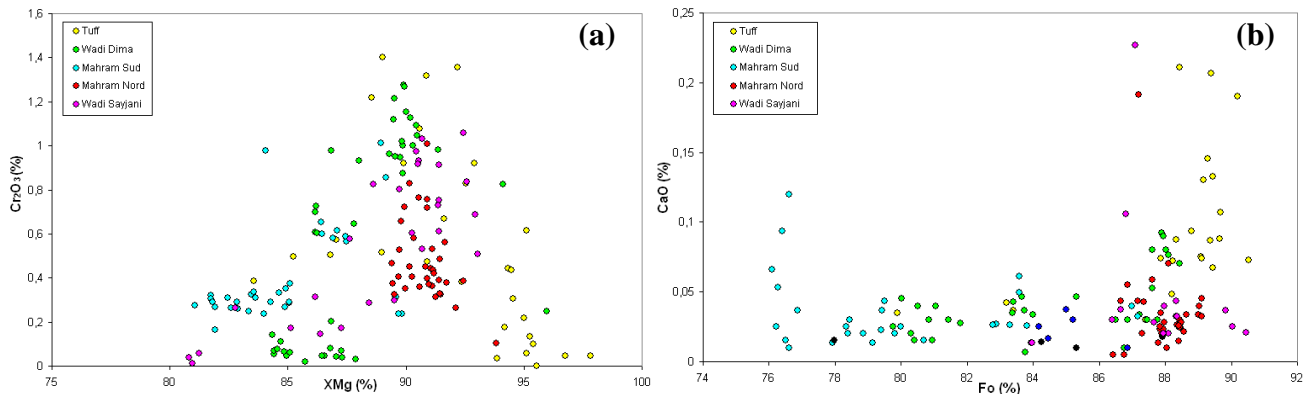 (a)
Cr₂O₃ (%)
1,6
1,4
1,2
1
0,8
0,6
0,4
0,2
0
Tuff
Wadi Dima
Mahram Sud
Mahram Nord
Wadi Sayjani
75 80 85 90 95 100
XMg (%)
(b)
CaO (%)
0,25
0,2
0,15
0,1
0,05
0
Tuff
Wadi Dima
Mahram Sud
Mahram Nord
Wadi Sayjani
74 76 78 80 82 84 86 88 90 92
Fo (%)